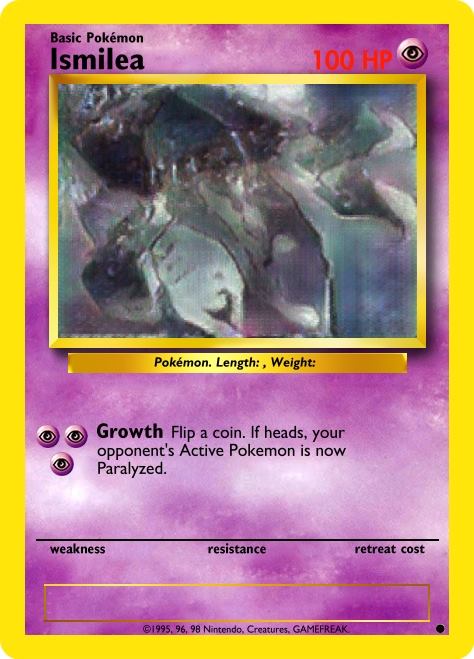 Basic Pokémon
Ismilea 100 HP
Pokémon. Length: , Weight:
Growth Flip a coin. If heads, your
opponent's Active Pokemon is now
Paralyzed.
weakness resistance retreat cost
©1995, 96, 98 Nintendo, Creatures, GAMEFREAK.